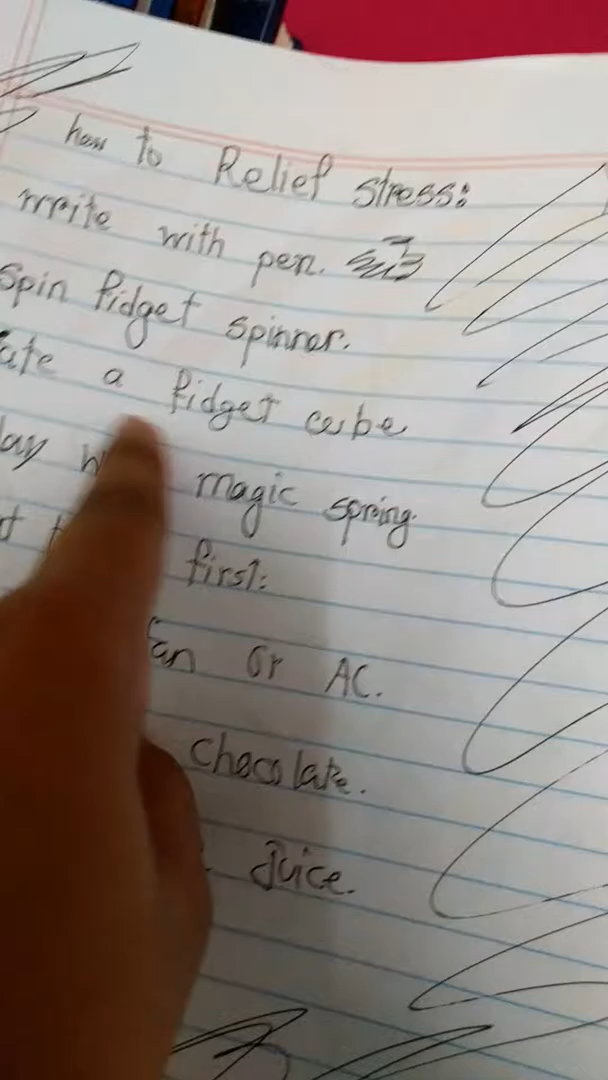 how to Relief stress:
write with pen.
spin fidget spinner.
ate a fidget cube
lay magic spring.
first:
fan or AC.
chocolate.
Juice.